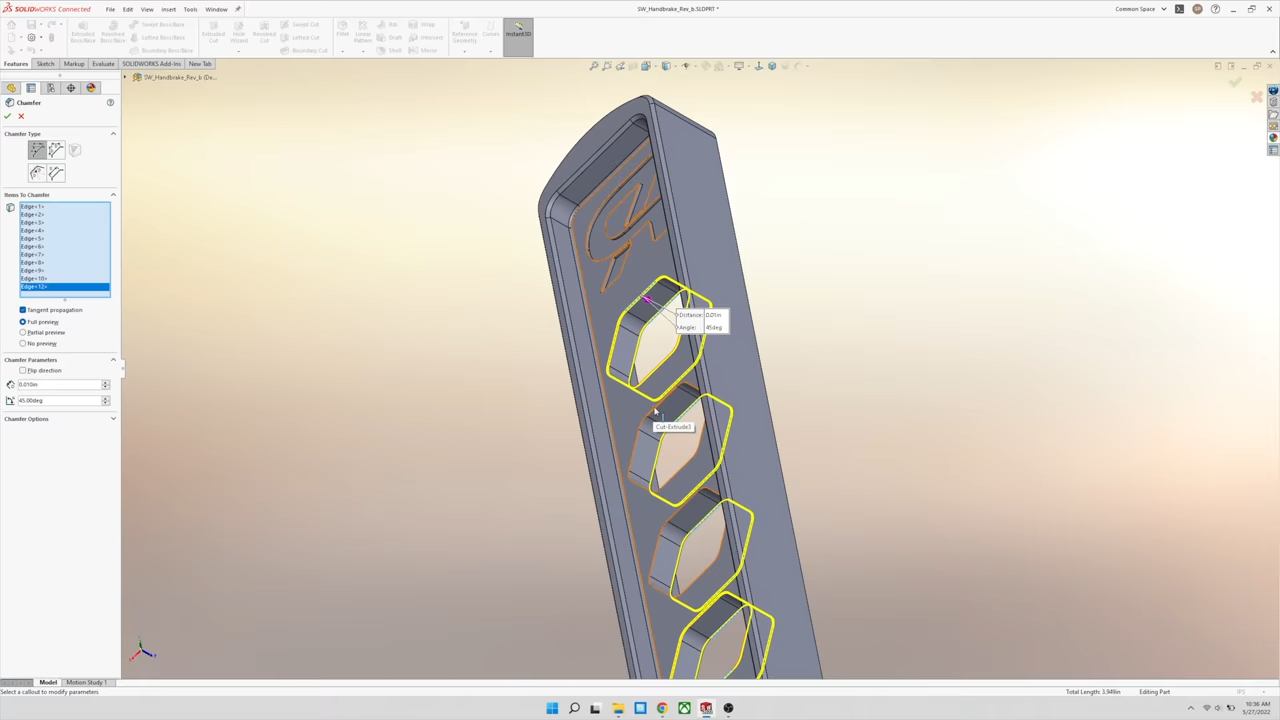 SOLIDWORKS Connected
File
Edit
View
Insert
Tools
Window
SW_Handbrake_Rev_b.SLDPRT *
Common Space
Extruded Boss/Base
Revolved Boss/Base
Swept Boss/Base
Lofted Boss/Base
Boundary Boss/Base
Extruded Cut
Hole Wizard
Revolved Cut
Swept Cut
Lofted Cut
Boundary Cut
Fillet
Linear Pattern
Rib
Draft
Shell
Wrap
Intersect
Mirror
Reference Geometry
Curves
Instant3D
Features
Sketch
Markup
Evaluate
SOLIDWORKS Add-Ins
New Tab
SW_Handbrake_Rev_b (De...
Chamfer
Chamfer Type
Items To Chamfer
Edge<1>
Edge<2>
Edge<3>
Edge<4>
Edge<5>
Edge<6>
Edge<7>
Edge<8>
Edge<9>
Edge<10>
Edge<12>
Tangent propagation
Full preview
Partial preview
No preview
Chamfer Parameters
Flip direction
0.010in
45.00deg
Chamfer Options
Distance: 0.01in
Angle: 45deg
Cut-Extrude3
Model
Motion Study 1
Select a callout to modify parameters
Total Length: 3.949in
Editing Part
IPS
10:36 AM
5/27/2022